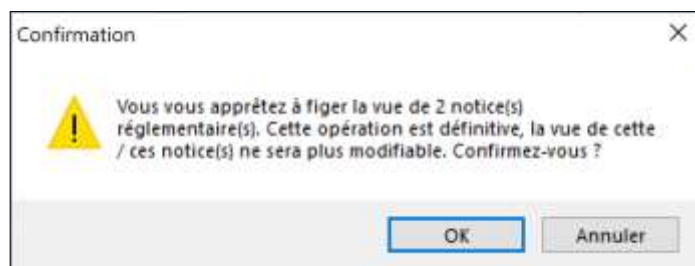 Confirmation
Vous vous apprêtez à figer la vue de 2 notice(s)
réglementaire(s). Cette opération est définitive, la vue de cette
/ ces notice(s) ne sera plus modifiable. Confirmez-vous ?
OK
Annuler